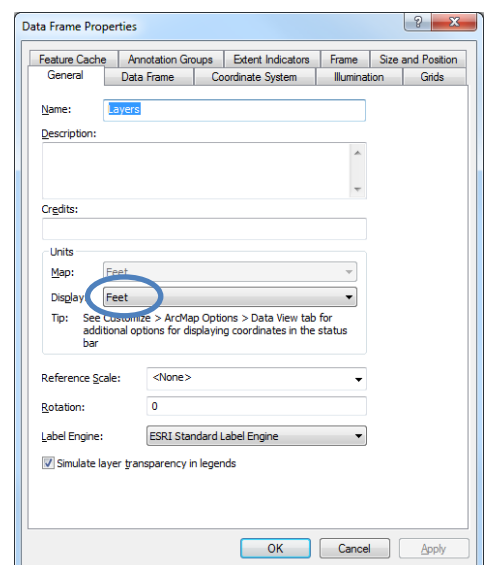 Data Frame Properties
?
X
Feature Cache Annotation Groups Extent Indicators Frame Size and Position
General Data Frame Coordinate System Illumination Grids
Name: Layers
Description:
Credits:
Units
Map: Feet
Display: Feet
Tip: See Customize > ArcMap Options > Data View tab for
additional options for displaying coordinates in the status
bar
Reference Scale: <None>
Rotation: 0
Label Engine: ESRI Standard Label Engine
Simulate layer transparency in legends
OK Cancel Apply